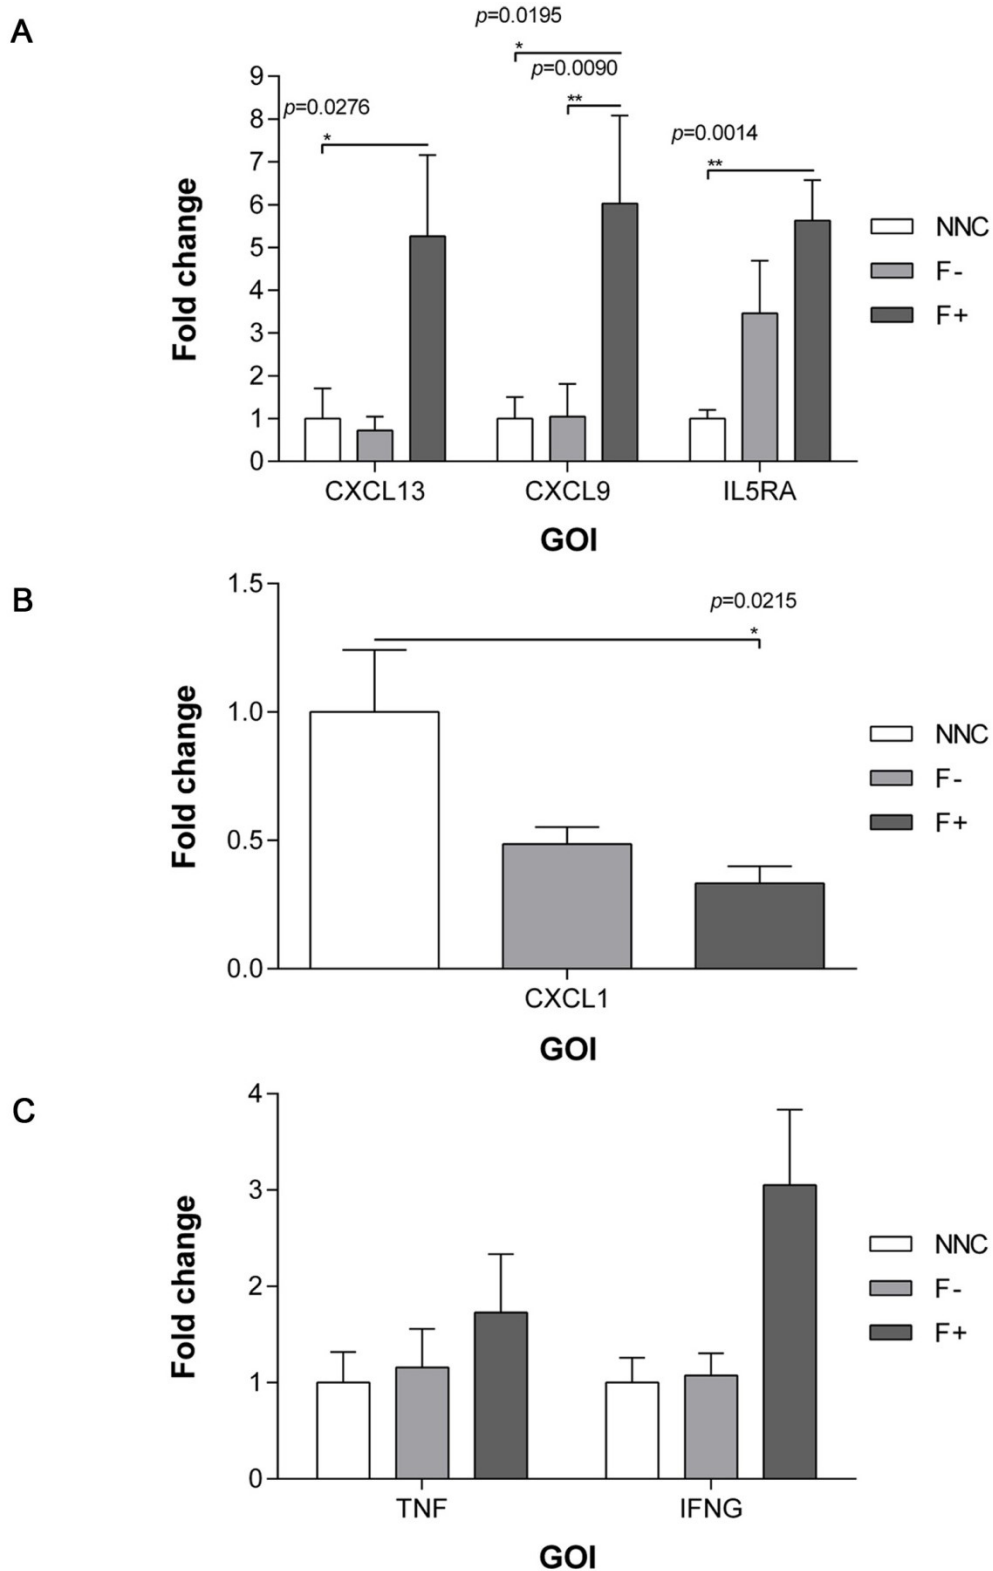 A
p=0.0195
*
p=0.0090
**
p=0.0276
*
p=0.0014
**
9
8
7
6
5
4
3
2
1
0
Fold change
CXCL13
CXCL9
IL5RA
GOI
NNC
F-
F+
B
p=0.0215
*
1.5
1.0
0.5
0.0
Fold change
CXCL1
GOI
NNC
F-
F+
C
4
3
2
1
0
Fold change
TNF
IFNG
GOI
NNC
F-
F+